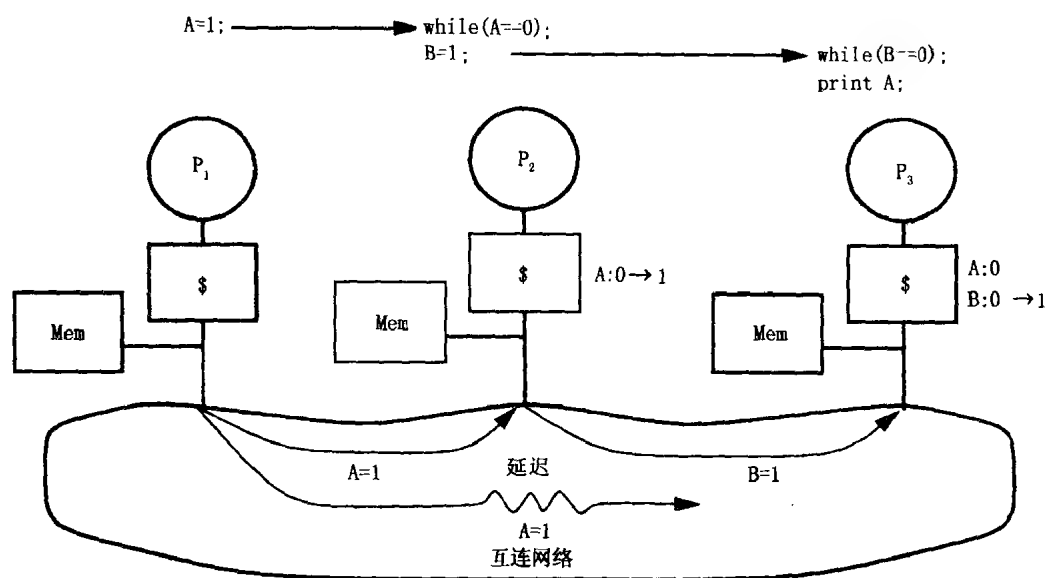 A=1;
while(A==0);
B=1;
while(B==0);
print A;
P1
P2
P3
$
$
$
A:0→1
A:0
B:0→1
Mem
Mem
Mem
A=1
延迟
B=1
A=1
互连网络